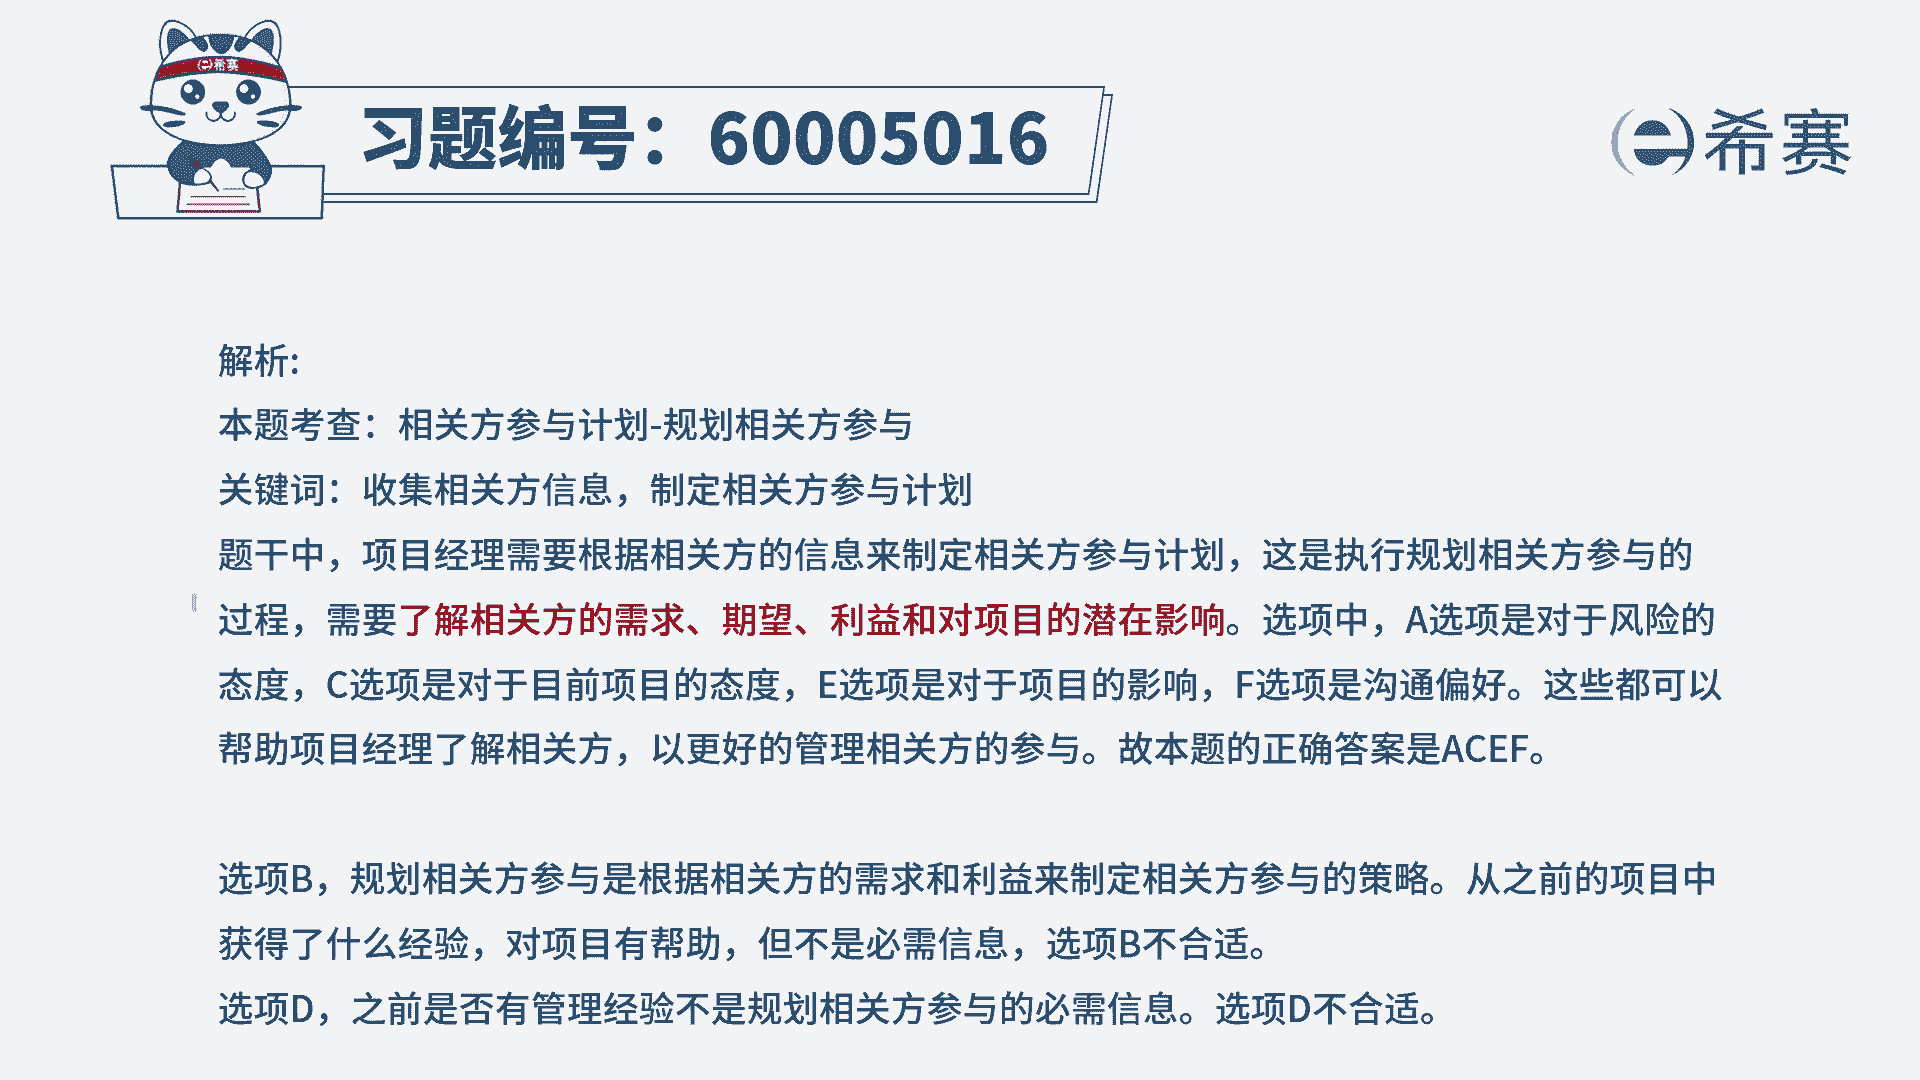 希赛
习题编号：60005016
希赛
解析:
本题考查：相关方参与计划-规划相关方参与
关键词：收集相关方信息，制定相关方参与计划
题干中，项目经理需要根据相关方的信息来制定相关方参与计划，这是执行规划相关方参与的
过程，需要了解相关方的需求、期望、利益和对项目的潜在影响。选项中，A选项是对于风险的
态度，C选项是对于目前项目的态度，E选项是对于项目的影响，F选项是沟通偏好。这些都可以
帮助项目经理了解相关方，以更好的管理相关方的参与。故本题的正确答案是ACEF。
选项B，规划相关方参与是根据相关方的需求和利益来制定相关方参与的策略。从之前的项目中
获得了什么经验，对项目有帮助，但不是必需信息，选项B不合适。
选项D，之前是否有管理经验不是规划相关方参与的必需信息。选项D不合适。